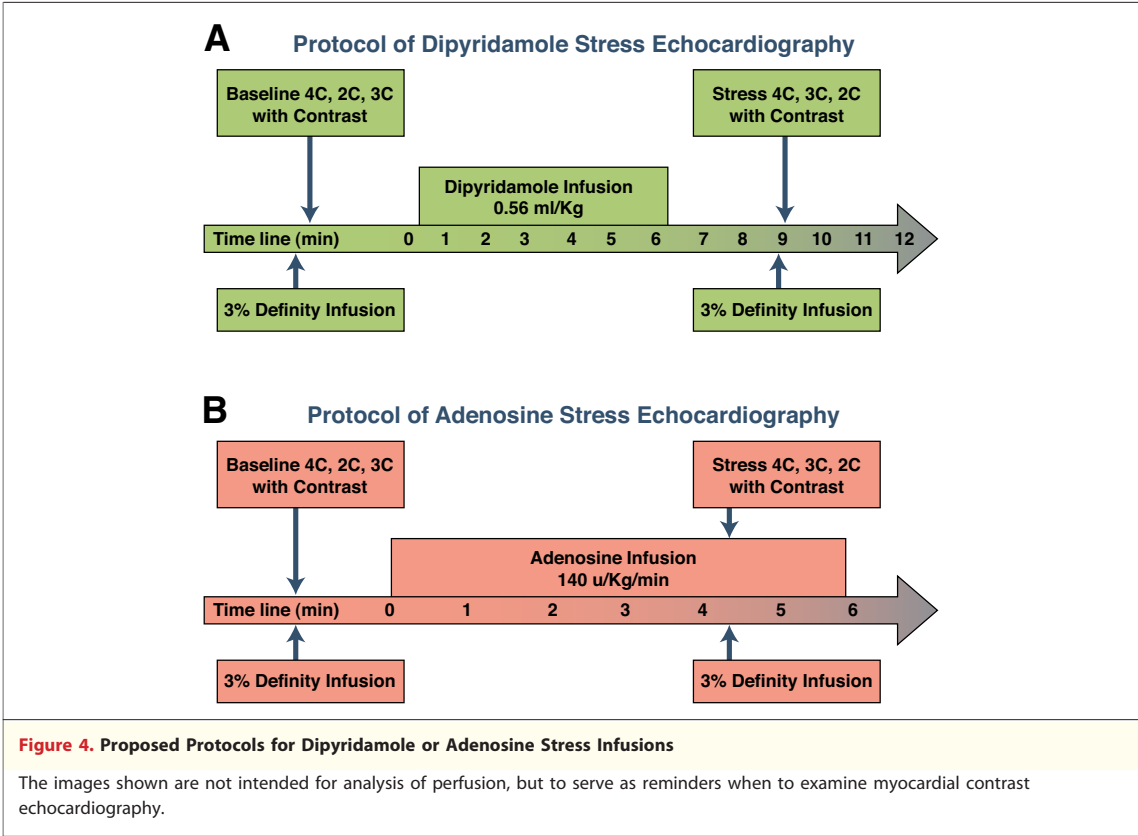 A
Protocol of Dipyridamole Stress Echocardiography
Baseline 4C, 2C, 3C
with Contrast
Stress 4C, 3C, 2C
with Contrast
Dipyridamole Infusion
0.56 ml/Kg
Time line (min) 0 1 2 3 4 5 6 7 8 9 10 11 12
3% Definity Infusion
3% Definity Infusion
B
Protocol of Adenosine Stress Echocardiography
Baseline 4C, 2C, 3C
with Contrast
Stress 4C, 3C, 2C
with Contrast
Adenosine Infusion
140 u/Kg/min
Time line (min) 0 1 2 3 4 5 6
3% Definity Infusion
3% Definity Infusion
Figure 4. Proposed Protocols for Dipyridamole or Adenosine Stress Infusions
The images shown are not intended for analysis of perfusion, but to serve as reminders when to examine myocardial contrast
echocardiography.